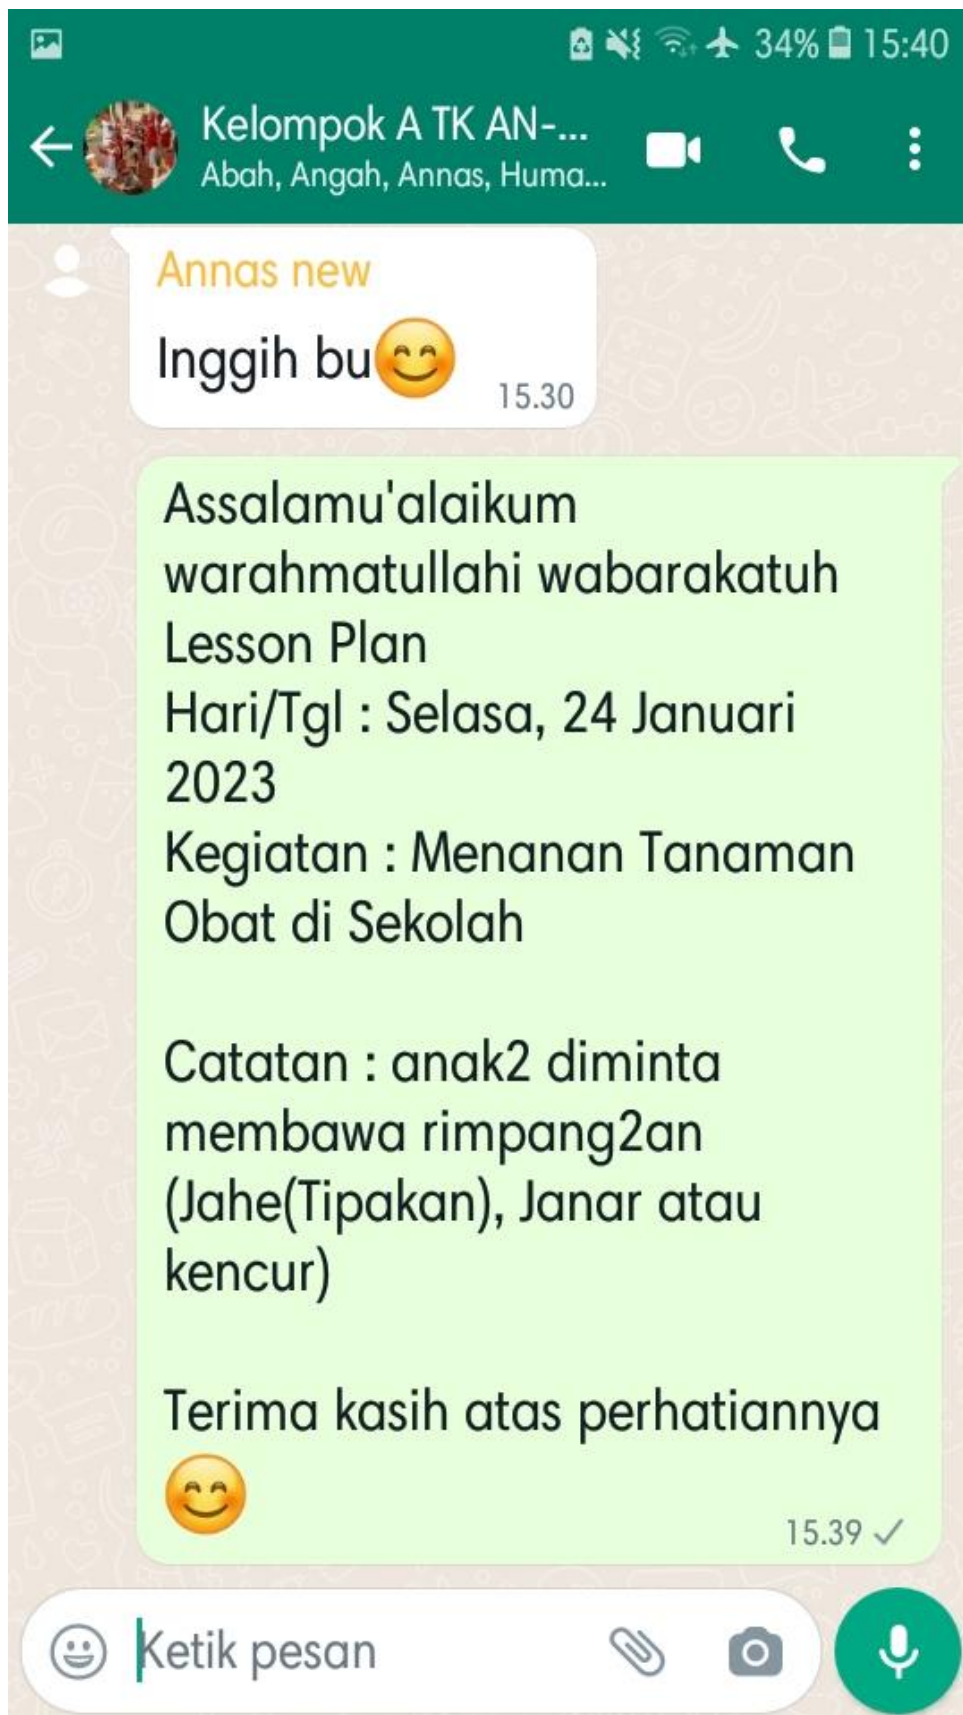 34% 15:40
Kelompok A TK AN-...
Abah, Angah, Annas, Huma...
Annas new
Inggih bu😊
15.30
Assalamu'alaikum
warahmatullahi wabarakatuh
Lesson Plan
Hari/Tgl : Selasa, 24 Januari
2023
Kegiatan : Menanan Tanaman
Obat di Sekolah
Catatan : anak2 diminta
membawa rimpang2an
(Jahe(Tipakan), Janar atau
kencur)
Terima kasih atas perhatiannya
😊
15.39
Ketik pesan